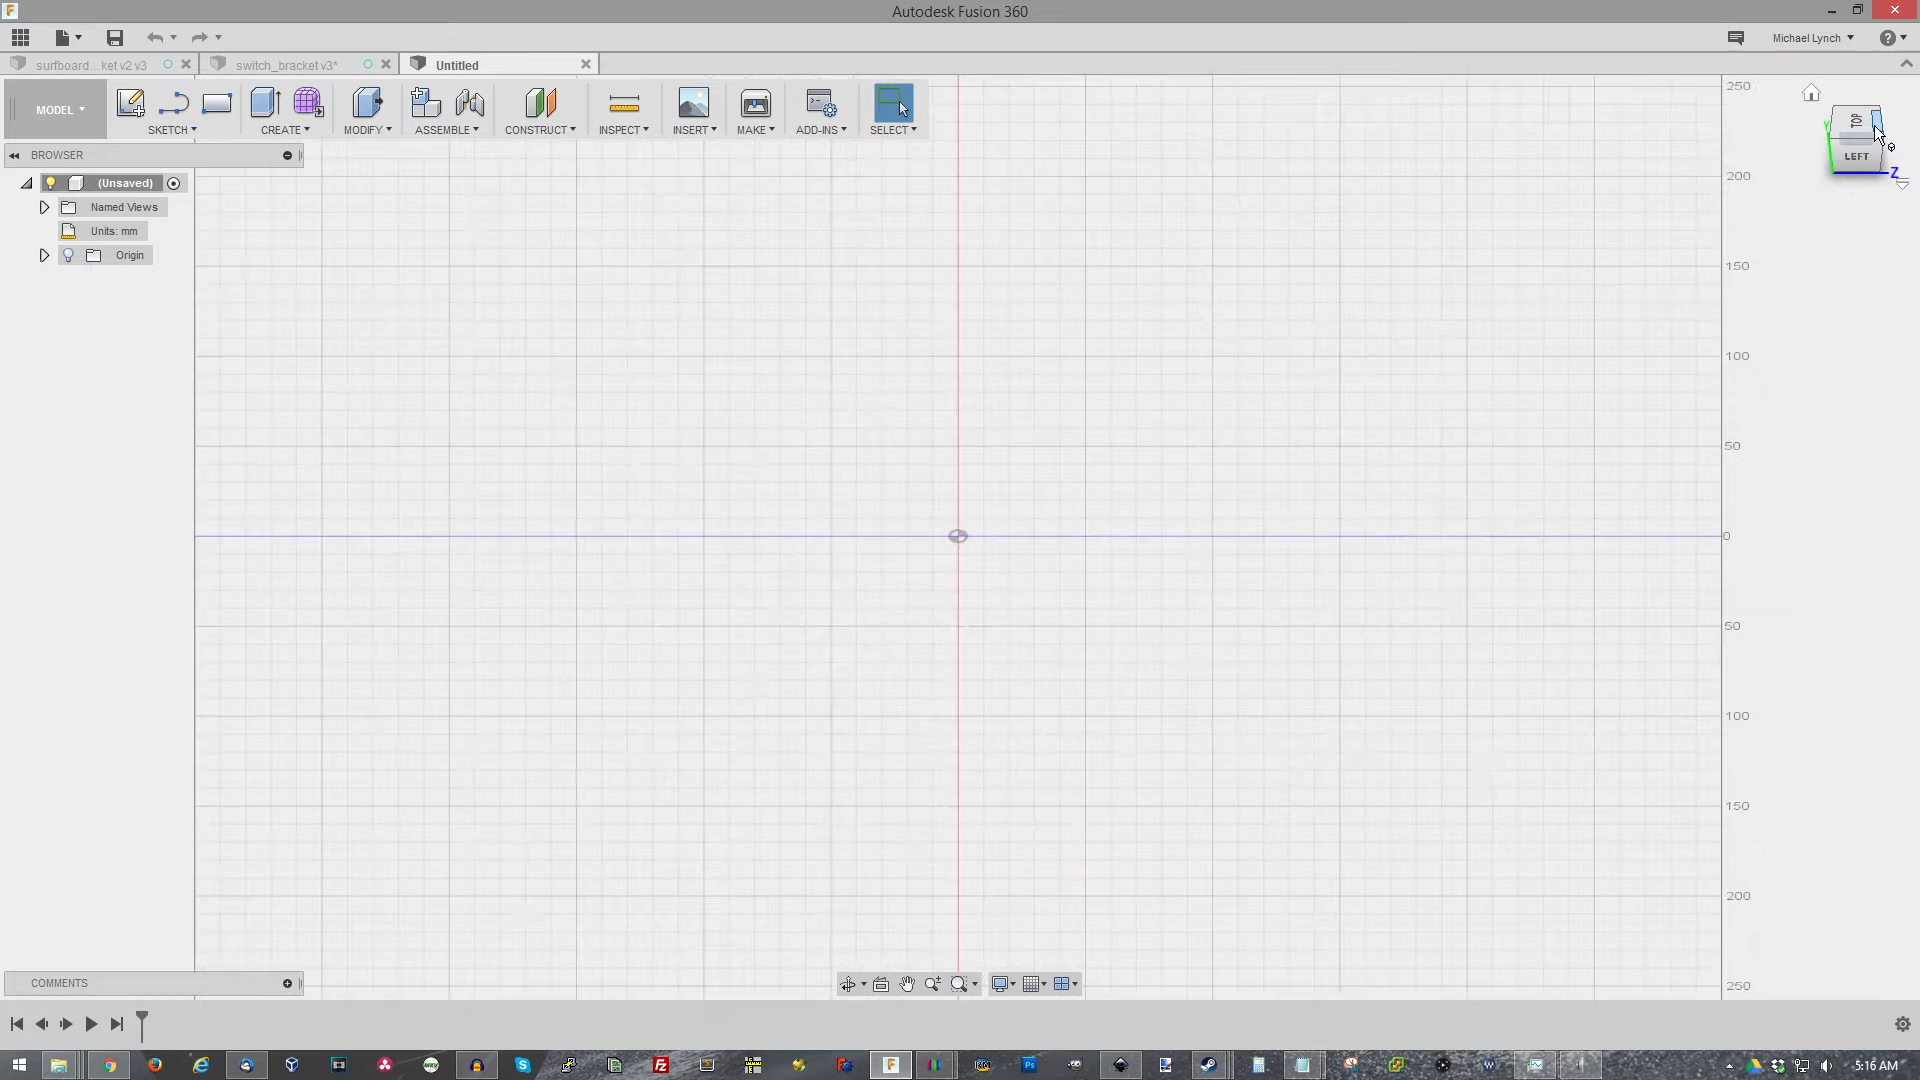 Autodesk Fusion 360
Michael Lynch
surfboard...ket v2 v3
switch_bracket v3*
Untitled
MODEL
SKETCH
CREATE
MODIFY
ASSEMBLE
CONSTRUCT
INSPECT
INSERT
MAKE
ADD-INS
SELECT
BROWSER
(Unsaved)
Named Views
Units: mm
Origin
TOP
LEFT
Y
Z
250
200
150
100
50
0
50
100
150
200
250
COMMENTS
5:16 AM